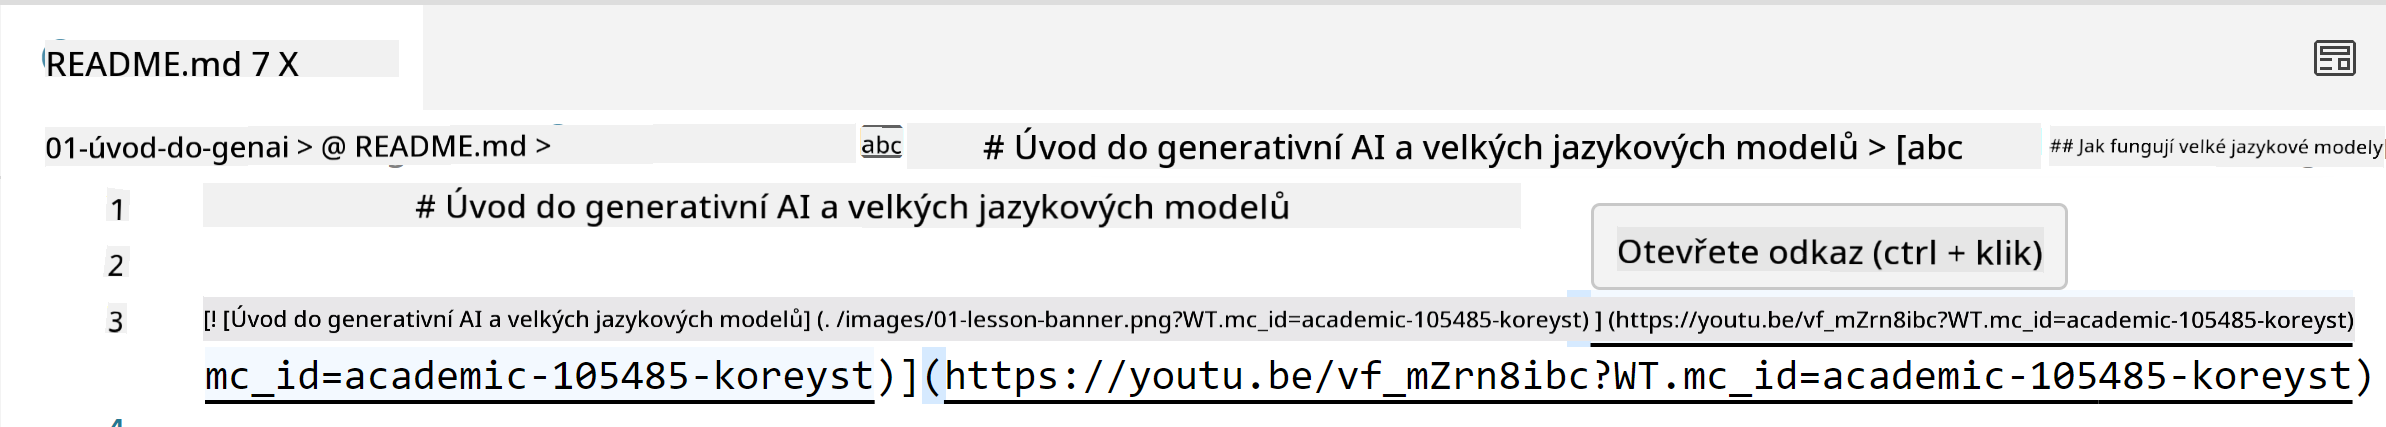 README.md 7 X
01-úvod-do-genai > @ README.md > abc # Úvod do generativní AI a velkých jazykových modelů > [abc ## Jak fungují velké jazykové modely
1 # Úvod do generativní AI a velkých jazykových modelů
Otevřete odkaz (ctrl + klik)
2
3 [! [Úvod do generativní AI a velkých jazykových modelů] (. /images/01-lesson-banner.png?WT.mc_id=academic-105485-koreyst) ] (https://youtu.be/vf_mZrn8ibc?WT.mc_id=academic-105485-koreyst)
mc_id=academic-105485-koreyst)](https://youtu.be/vf_mZrn8ibc?WT.mc_id=academic-105485-koreyst)